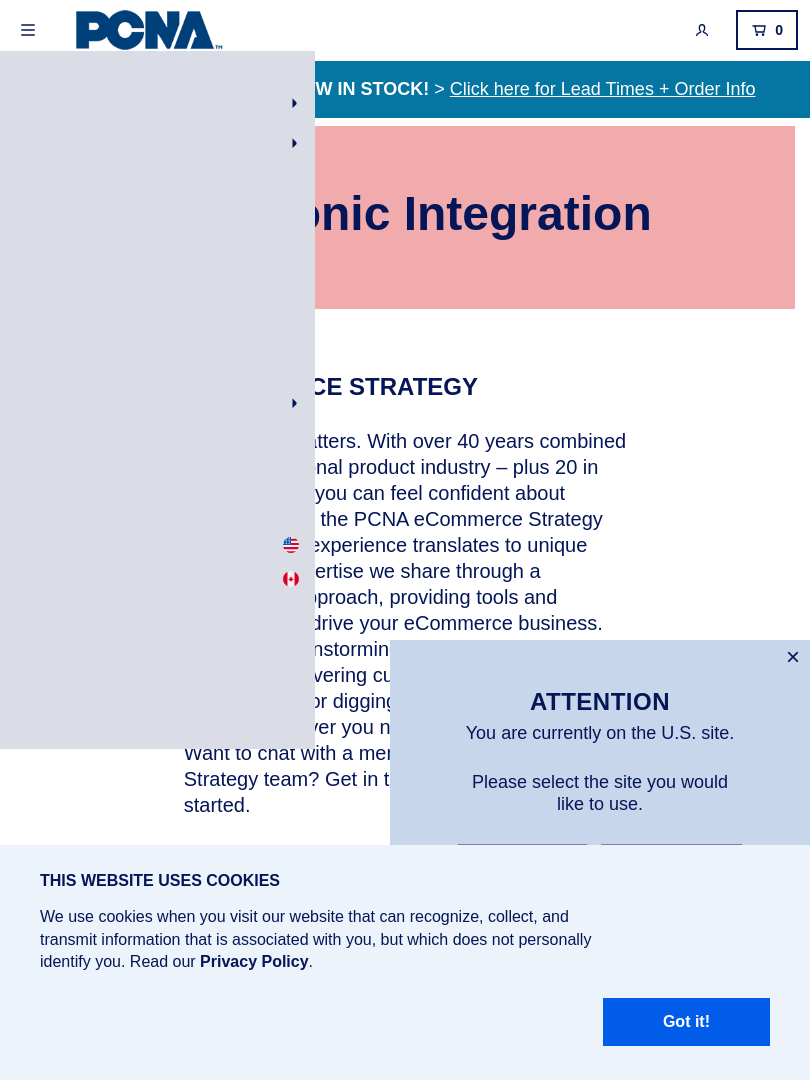 PCNA™
0
W IN STOCK! > Click here for Lead Times + Order Info
onic Integration
CE STRATEGY
atters. With over 40 years combined
onal product industry – plus 20 in
you can feel confident about
the PCNA eCommerce Strategy
experience translates to unique
ertise we share through a
pproach, providing tools and
drive your eCommerce business.
nstorming
vering cu
or digging
ver you n
Want to chat with a mer
Strategy team? Get in t
started.
×
ATTENTION
You are currently on the U.S. site.
Please select the site you would
like to use.
THIS WEBSITE USES COOKIES
We use cookies when you visit our website that can recognize, collect, and
transmit information that is associated with you, but which does not personally
identify you. Read our Privacy Policy.
Got it!